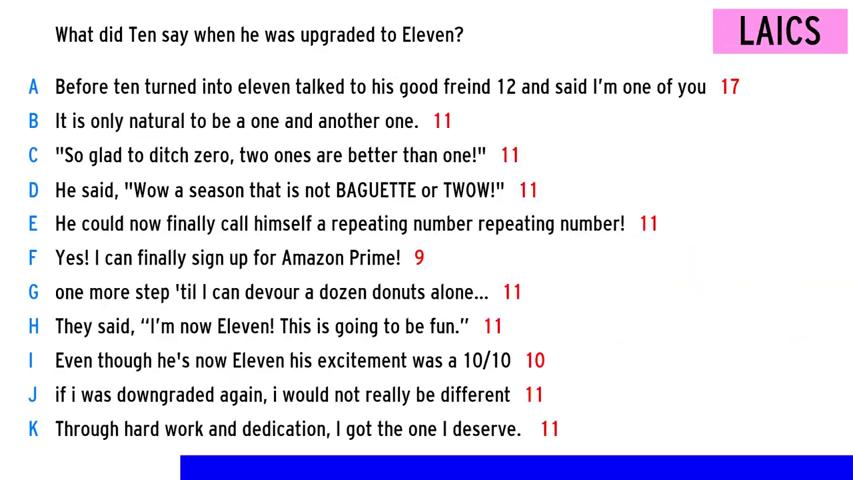 What did Ten say when he was upgraded to Eleven?
LAICS
A Before ten turned into eleven talked to his good freind 12 and said I'm one of you 17
B It is only natural to be a one and another one. 11
C "So glad to ditch zero, two ones are better than one!" 11
D He said, "Wow a season that is not BAGUETTE or TWOW!" 11
E He could now finally call himself a repeating number repeating number! 11
F Yes! I can finally sign up for Amazon Prime! 9
G one more step 'til I can devour a dozen donuts alone... 11
H They said, “I'm now Eleven! This is going to be fun.” 11
I Even though he's now Eleven his excitement was a 10/10 10
J if i was downgraded again, i would not really be different 11
K Through hard work and dedication, I got the one I deserve. 11